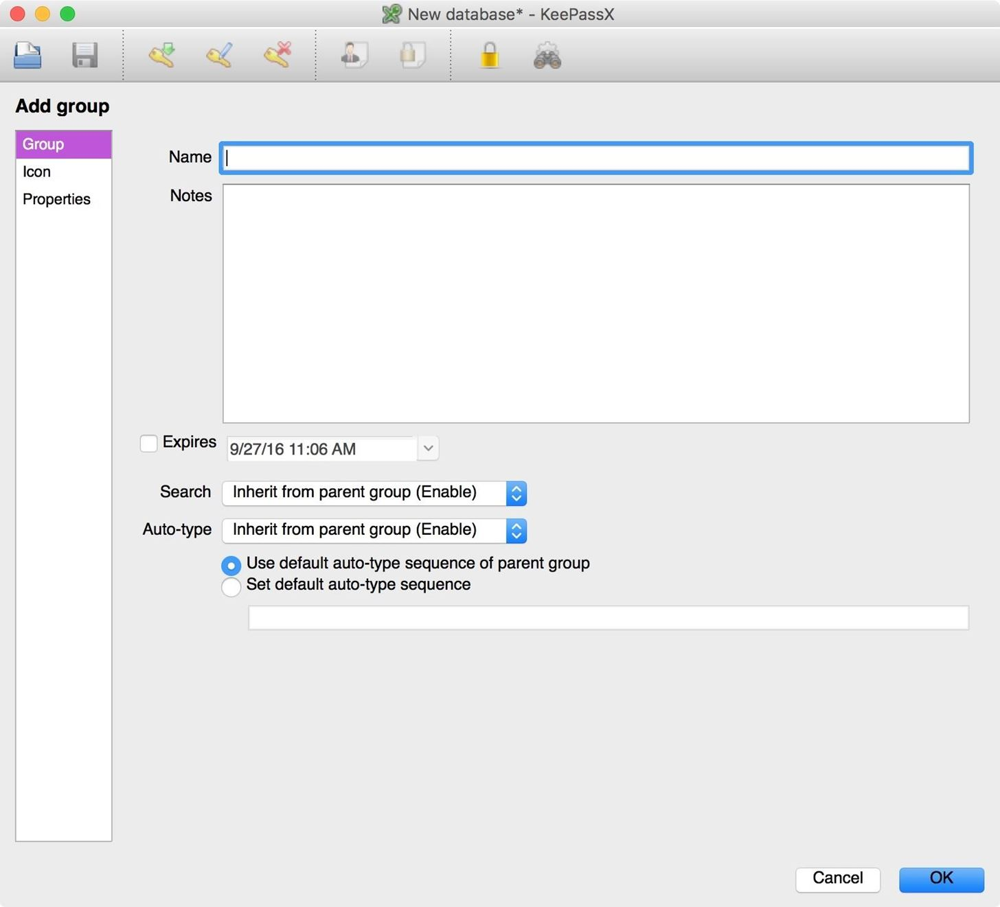 New database* - KeePassX
Add group
Group
Icon
Properties
Name
Notes
Expires
9/27/16 11:06 AM
Search
Inherit from parent group (Enable)
Auto-type
Inherit from parent group (Enable)
Use default auto-type sequence of parent group
Set default auto-type sequence
Cancel
OK